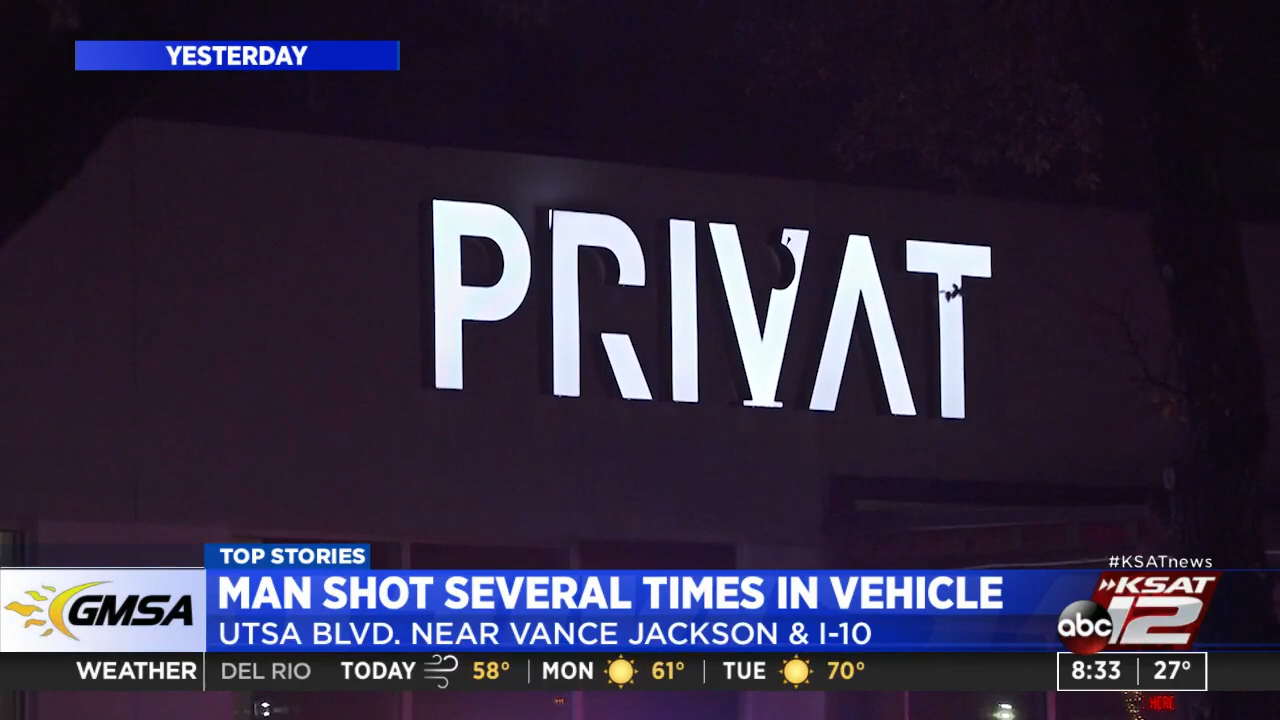 YESTERDAY
PRIVAT
TOP STORIES
#KSATnews
GMSA
MAN SHOT SEVERAL TIMES IN VEHICLE
UTSA BLVD. NEAR VANCE JACKSON & I-10
abc KSAT 12
WEATHER DEL RIO TODAY 58° MON 61° TUE 70° 8:33 27°
HERE